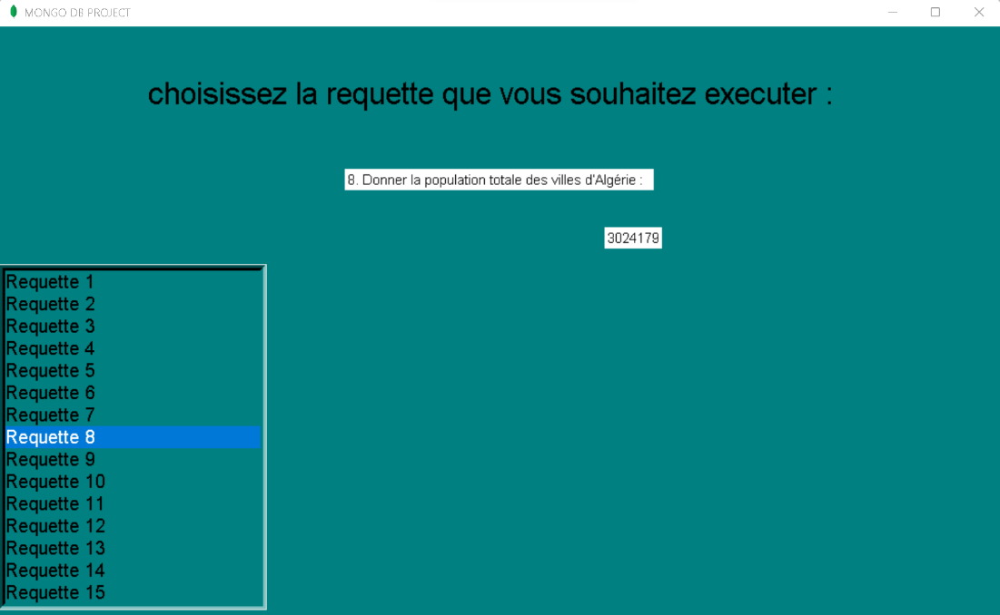 MONGO DB PROJECT
choisissez la requette que vous souhaitez executer :
8. Donner la population totale des villes d'Algérie :
3024179
Requette 1
Requette 2
Requette 3
Requette 4
Requette 5
Requette 6
Requette 7
Requette 8
Requette 9
Requette 10
Requette 11
Requette 12
Requette 13
Requette 14
Requette 15